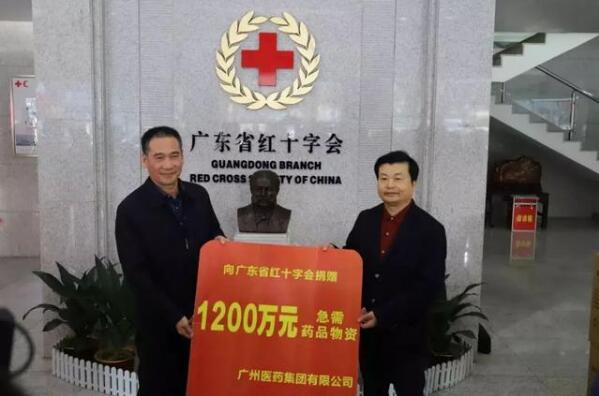 广东省红十字会
GUANGDONG BRANCH
RED CROSS S TY OF CHINA
向广东省红十字会捐赠
1200万元 急需
药品物资
广州医药集团有限公司